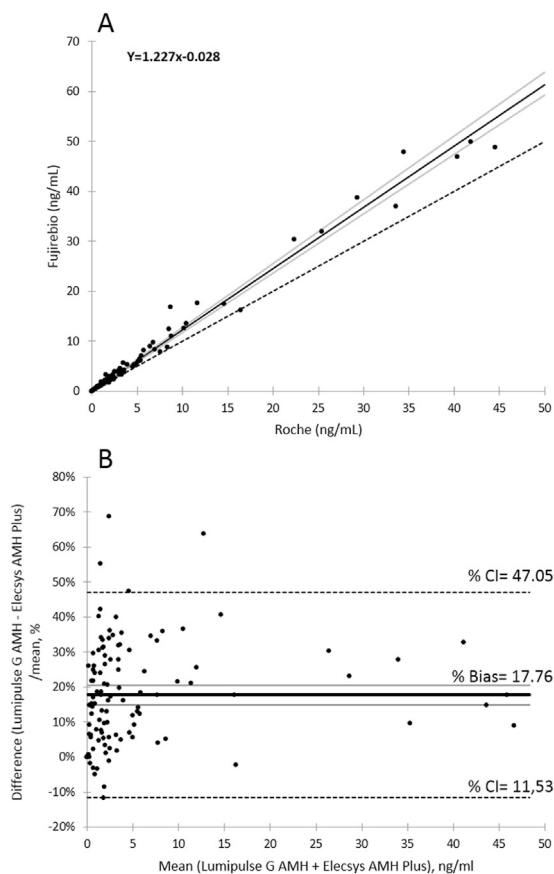 A
Y=1.227x-0.028
70
60
50
40
30
20
10
0
Fujirebio (ng/mL)
0 5 10 15 20 25 30 35 40 45 50
Roche (ng/mL)
B
80%
70%
60%
50%
40%
30%
20%
10%
0%
-10%
-20%
Difference (Lumipulse G AMH - Elecsys AMH Plus)
/mean, %
% CI= 47.05
% Bias= 17.76
% CI= 11,53
0 5 10 15 20 25 30 35 40 45 50
Mean (Lumipulse G AMH + Elecsys AMH Plus), ng/ml